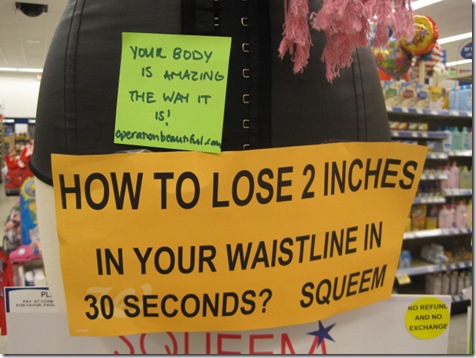 YOUR BODY
IS AMAZING
THE WAY IT
IS!
operationbeautiful.com
HOW TO LOSE 2 INCHES
IN YOUR WAISTLINE IN
30 SECONDS? SQUEEM
NO REFUND
AND NO
EXCHANGE
SQUEEM